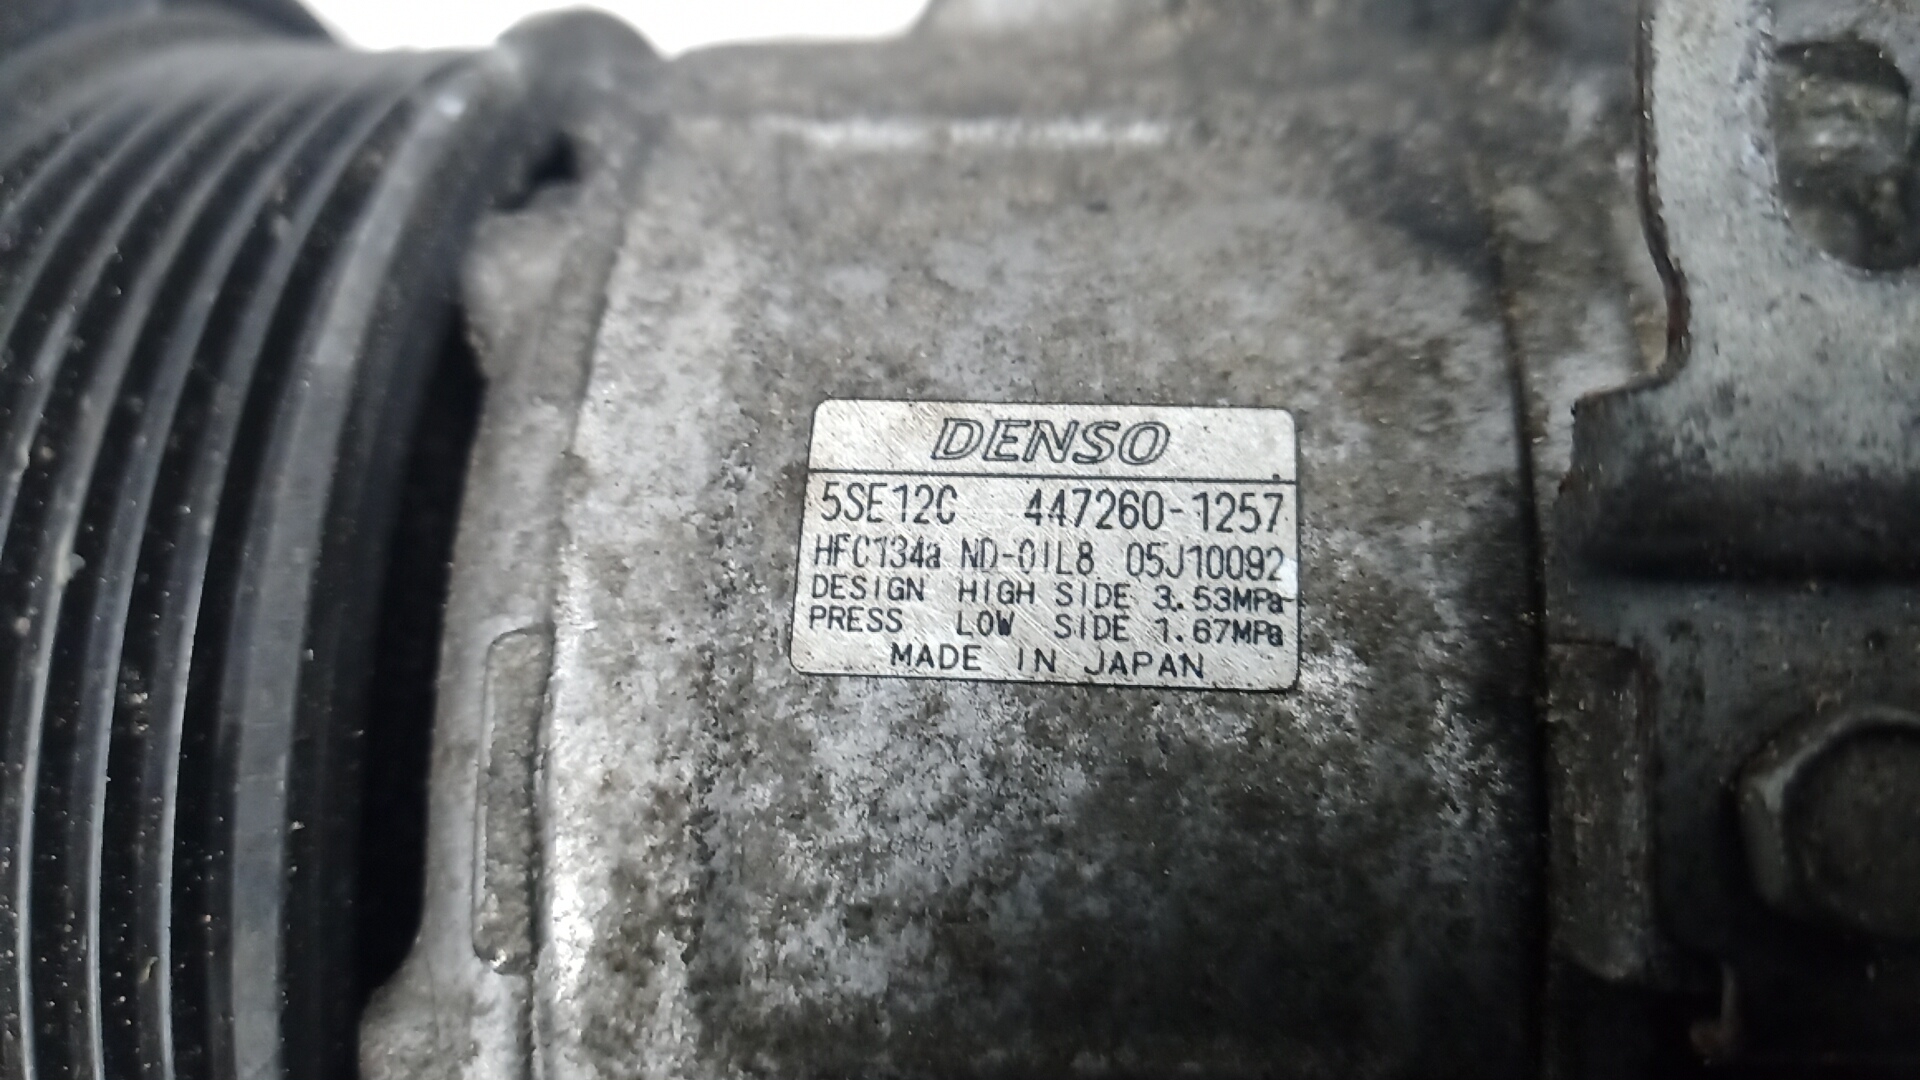 DENSO
5SE12C 447260-1257
HFC134a ND-OIL8 05J10092
DESIGN HIGH SIDE 3.53MPa
PRESS LOW SIDE 1.67MPa
MADE IN JAPAN